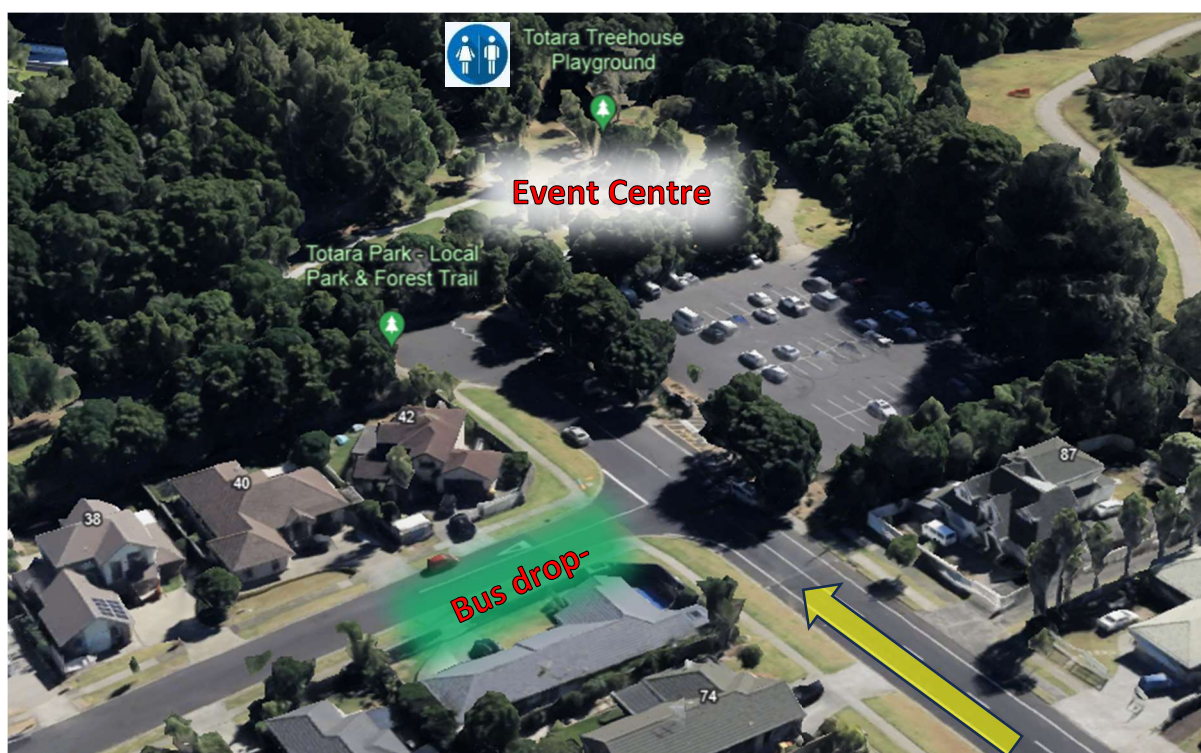 Totara Treehouse
Playground
Event Centre
Totara Park - Local
Park & Forest Trail
42
87
40
38
Bus drop-
74